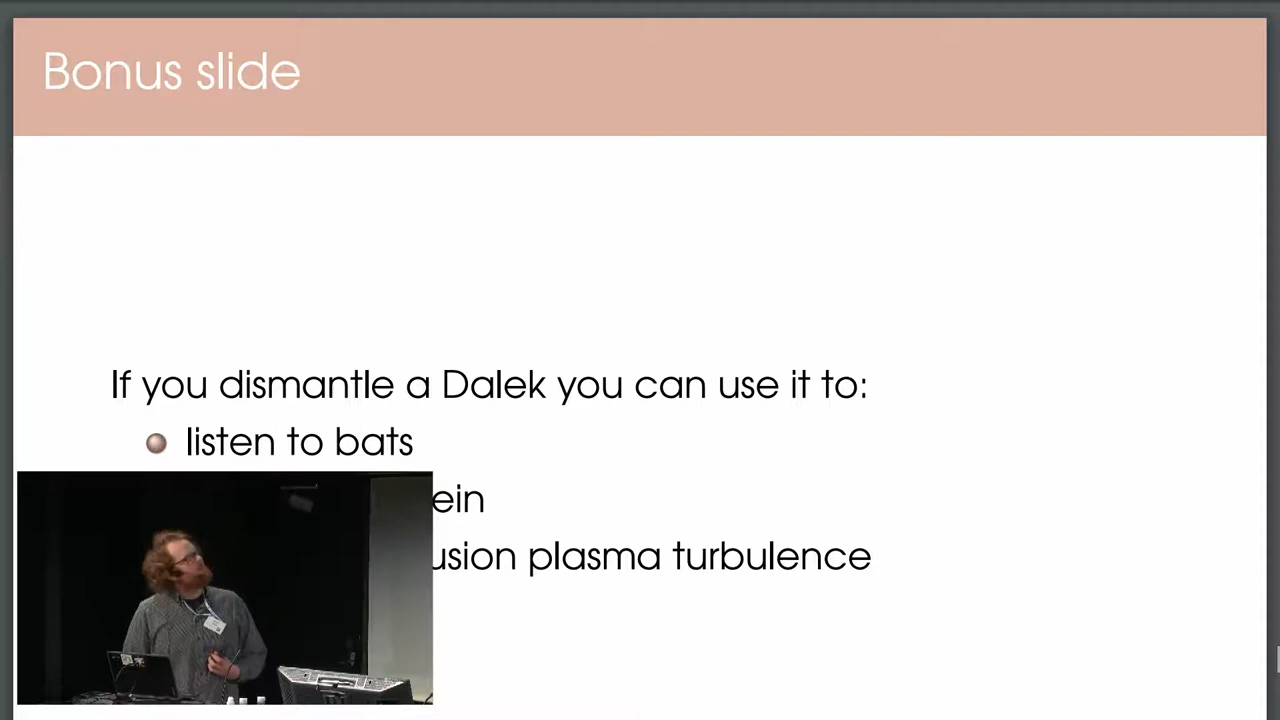 Bonus slide
If you dismantle a Dalek you can use it to:
listen to bats
ein
usion plasma turbulence